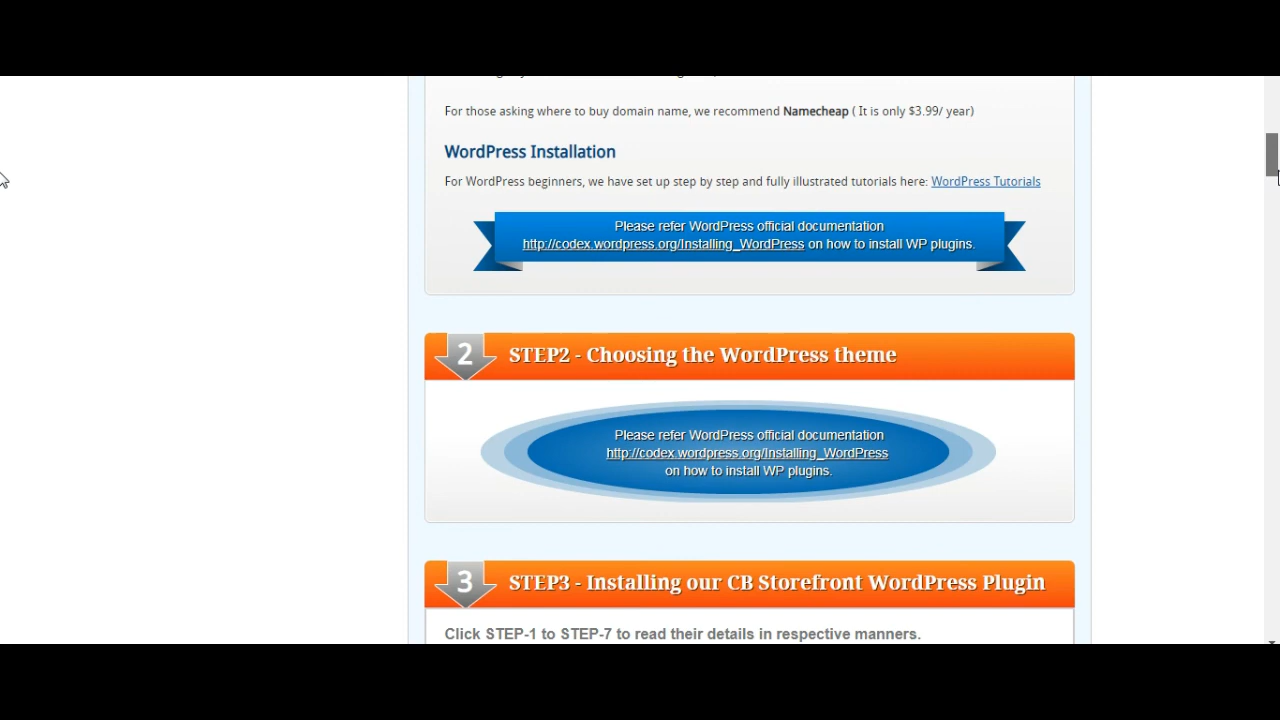 For those asking where to buy domain name, we recommend Namecheap ( It is only $3.99/ year)
WordPress Installation
For WordPress beginners, we have set up step by step and fully illustrated tutorials here: WordPress Tutorials
Please refer WordPress official documentation
http://codex.wordpress.org/Installing_WordPress on how to install WP plugins.
2
STEP2 - Choosing the WordPress theme
Please refer WordPress official documentation
http://codex.wordpress.org/Installing_WordPress
on how to install WP plugins.
3
STEP3 - Installing our CB Storefront WordPress Plugin
Click STEP-1 to STEP-7 to read their details in respective manners.